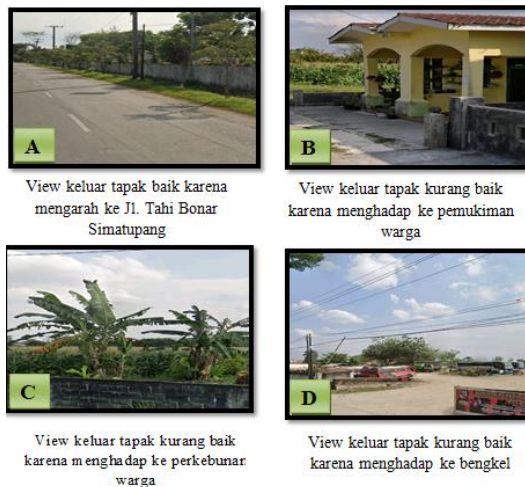 A
B
View keluar tapak baik karena
mengarah ke Jl. Tahi Bonar
Simatupang
View keluar tapak kurang baik
karena menghadap ke pemukiman
warga
C
D
View keluar tapak kurang baik
karena menghadap ke perkebunan
warga
View keluar tapak kurang baik
karena menghadap ke bengkel